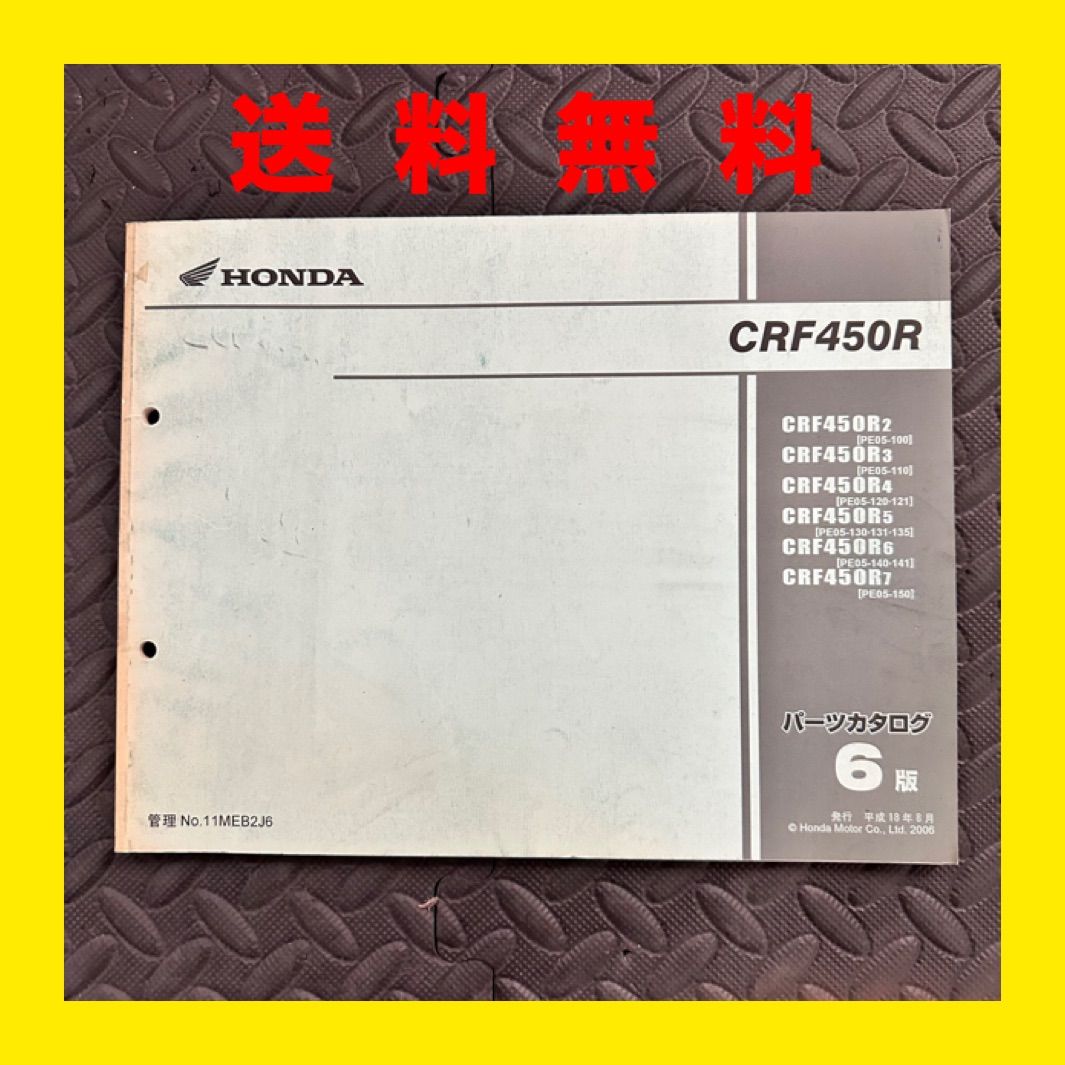 送料無料
HONDA
CRF450R
CRF450R2
[PE05-100]
CRF450R3
[PE05-110]
CRF450R4
[PE05-120·121]
CRF450R5
[PE05-130·131·135]
CRF450R6
[PE05-140·141]
CRF450R7
[PE05-150]
パーツカタログ
6版
管理 No.11MEB2J6
発行 平成18年8月
© Honda Motor Co., Ltd. 2006